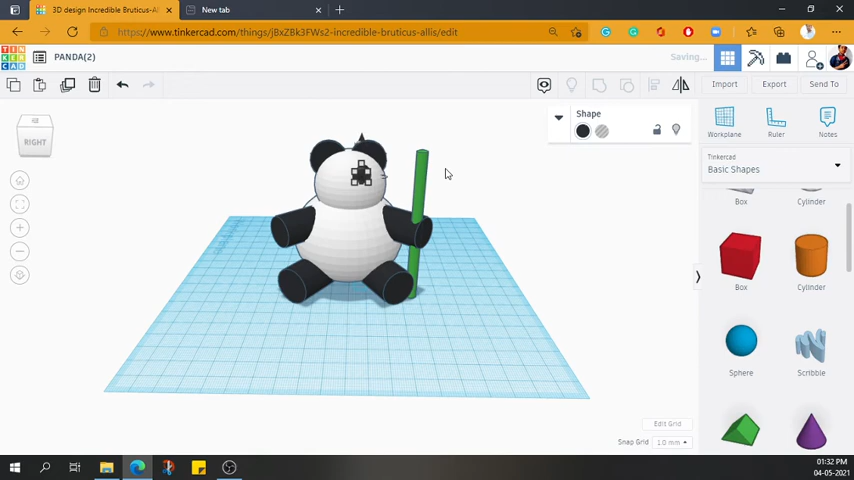 3D design Incredible Bruticus-allis
New tab
https://www.tinkercad.com/things/jBxZBk3FWs2-incredible-bruticus-allis/edit
TIN
KER
CAD
PANDA(2)
Saving...
Import
Export
Send To
Shape
RIGHT
Workplane
Ruler
Notes
Tinkercad
Basic Shapes
Box
Cylinder
Box
Cylinder
Sphere
Scribble
Edit Grid
Snap Grid
1.0 mm
01:32 PM
04-05-2021